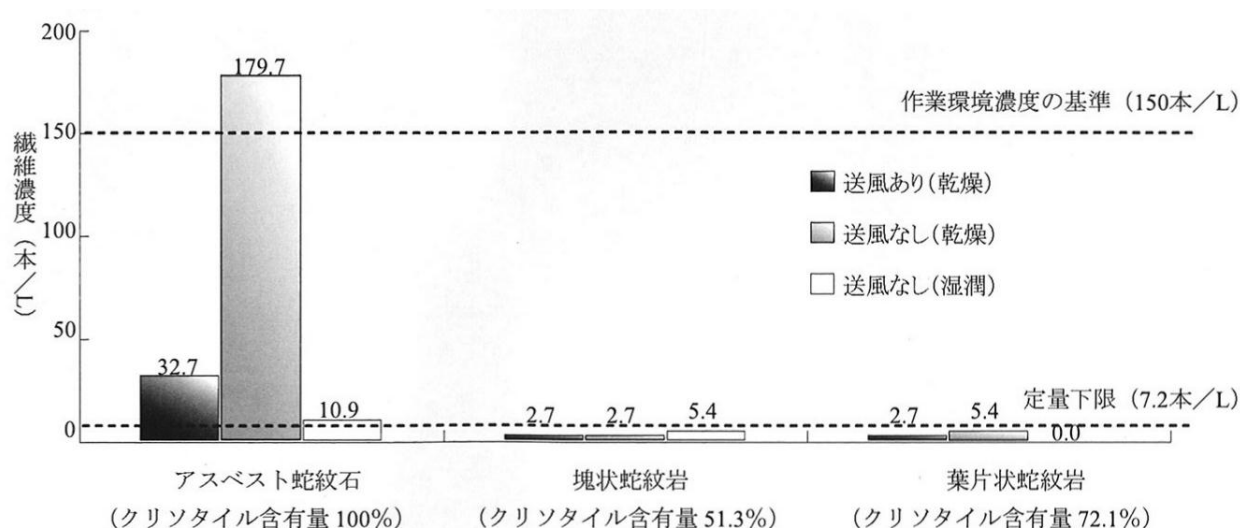 200
150
100
50
0
繊維濃度（本／L）
179.7
32.7
10.9
2.7
2.7
5.4
2.7
5.4
0.0
作業環境濃度の基準（150本／L）
送風あり(乾燥)
送風なし(乾燥)
送風なし(湿潤)
定量下限（7.2本／L）
アスベスト蛇紋石
（クリソタイル含有量 100%）
塊状蛇紋岩
（クリソタイル含有量 51.3%）
葉片状蛇紋岩
（クリソタイル含有量 72.1%）